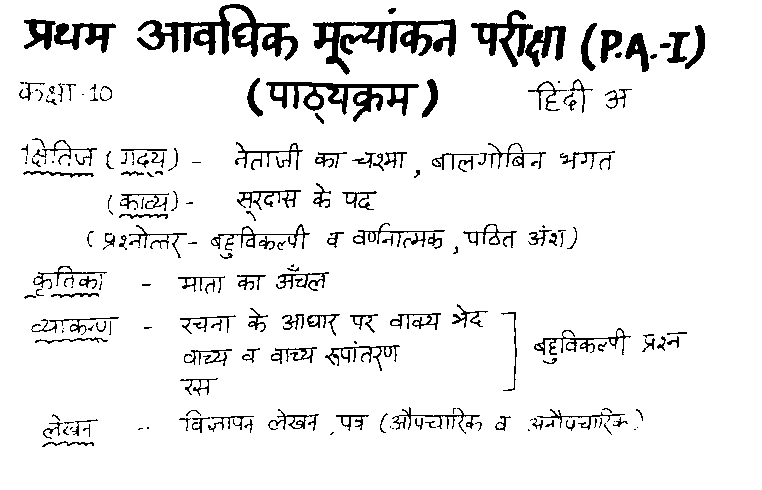 प्रथम आवधिक मूल्यांकन परीक्षा (P.A.-I)
कक्षा-10 (पाठ्यक्रम) हिंदी अ
क्षितिज (गद्य) - नेताजी का चश्मा, बालगोबिन भगत
(काव्य) - सूरदास के पद
(प्रश्नोत्तर - बहुविकल्पी व वर्णनात्मक, पठित अंश)
कृतिका - माता का अँचल
व्याकरण - रचना के आधार पर वाक्य भेद
वाच्य व वाच्य रूपांतरण बहुविकल्पी प्रश्न
रस
लेखन - विज्ञापन लेखन, पत्र (औपचारिक व अनौपचारिक)